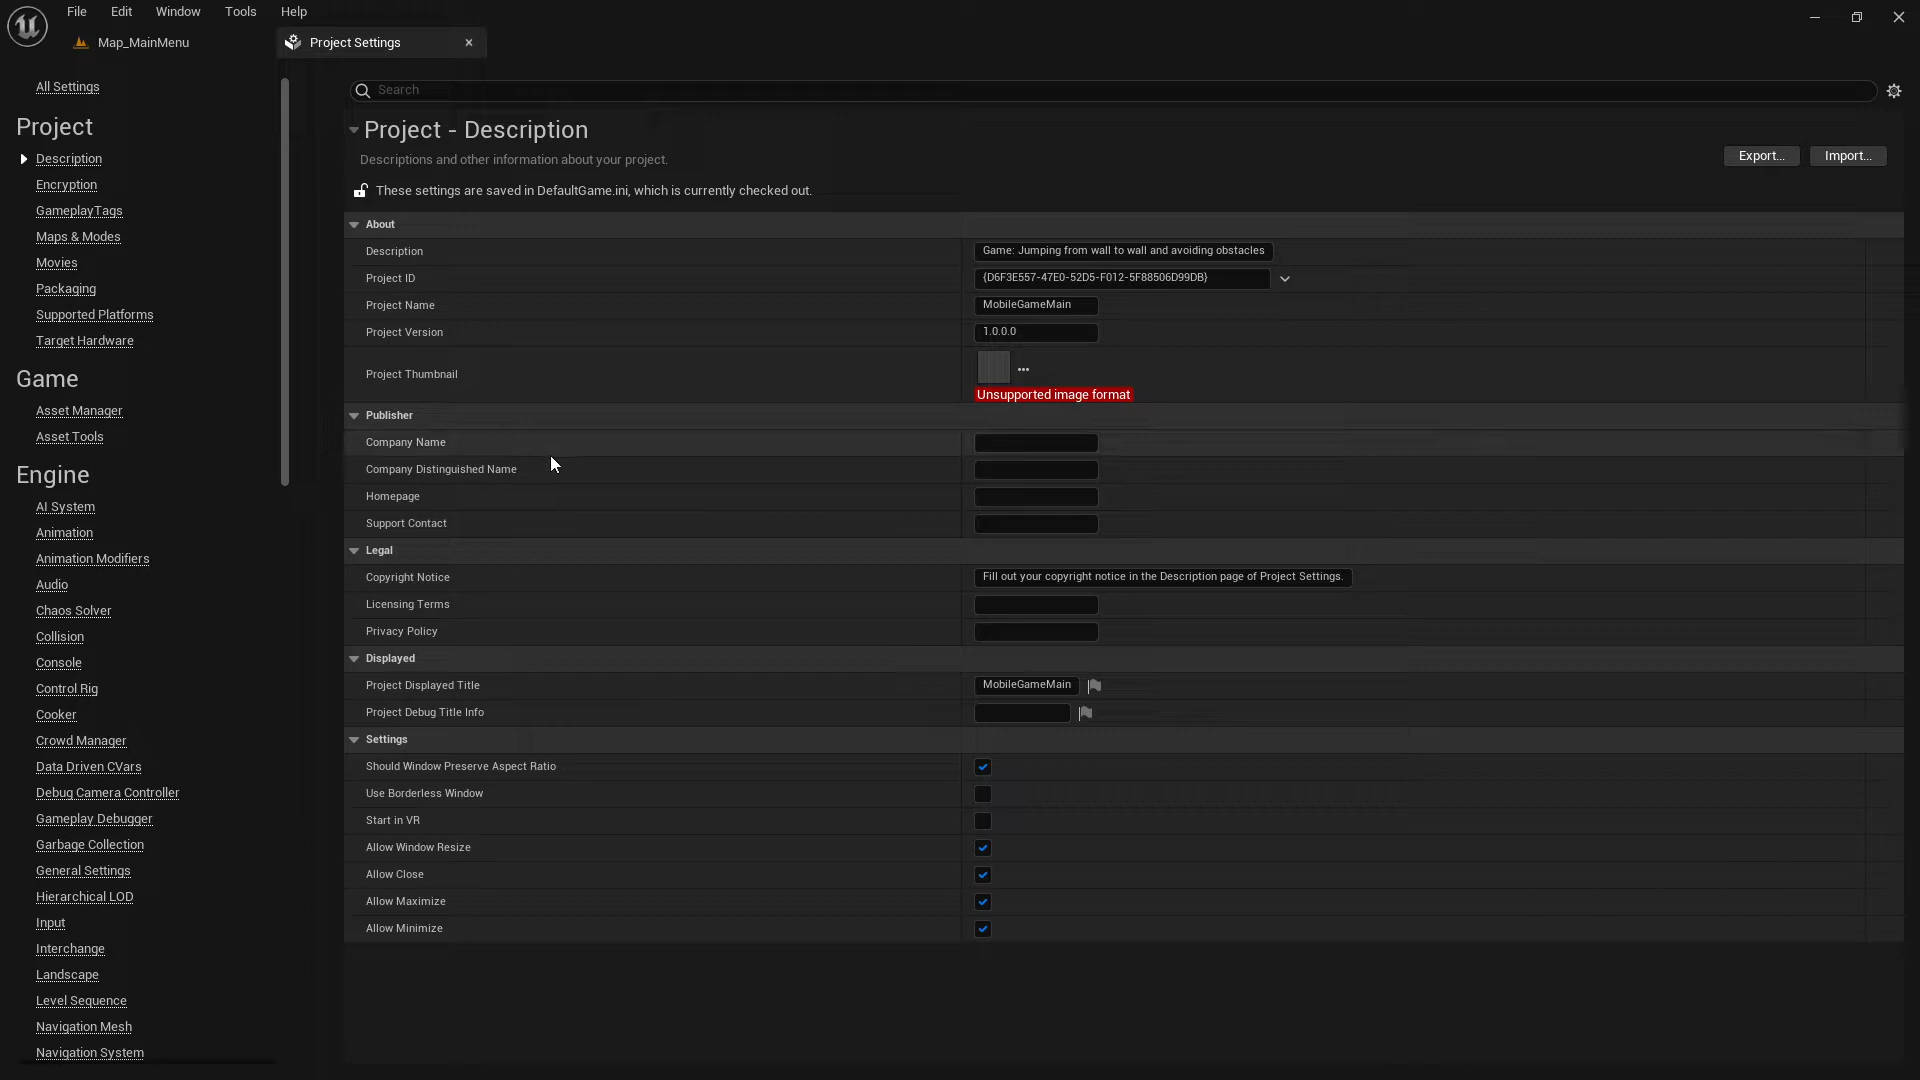 File Edit Window Tools Help
Map_MainMenu
Project Settings
All Settings
Project
Description
Encryption
GameplayTags
Maps & Modes
Movies
Packaging
Supported Platforms
Target Hardware
Game
Asset Manager
Asset Tools
Engine
AI System
Animation
Animation Modifiers
Audio
Chaos Solver
Collision
Console
Control Rig
Cooker
Crowd Manager
Data Driven CVars
Debug Camera Controller
Gameplay Debugger
Garbage Collection
General Settings
Hierarchical LOD
Input
Interchange
Landscape
Level Sequence
Navigation Mesh
Navigation System
Search
Project - Description
Descriptions and other information about your project.
Export... Import...
These settings are saved in DefaultGame.ini, which is currently checked out.
About
Description Game: Jumping from wall to wall and avoiding obstacles
Project ID {D6F3E557-47E0-52D5-F012-5F88506D99DB}
Project Name MobileGameMain
Project Version 1.0.0.0
Project Thumbnail
Unsupported image format
Publisher
Company Name
Company Distinguished Name
Homepage
Support Contact
Legal
Copyright Notice Fill out your copyright notice in the Description page of Project Settings.
Licensing Terms
Privacy Policy
Displayed
Project Displayed Title MobileGameMain
Project Debug Title Info
Settings
Should Window Preserve Aspect Ratio
Use Borderless Window
Start in VR
Allow Window Resize
Allow Close
Allow Maximize
Allow Minimize